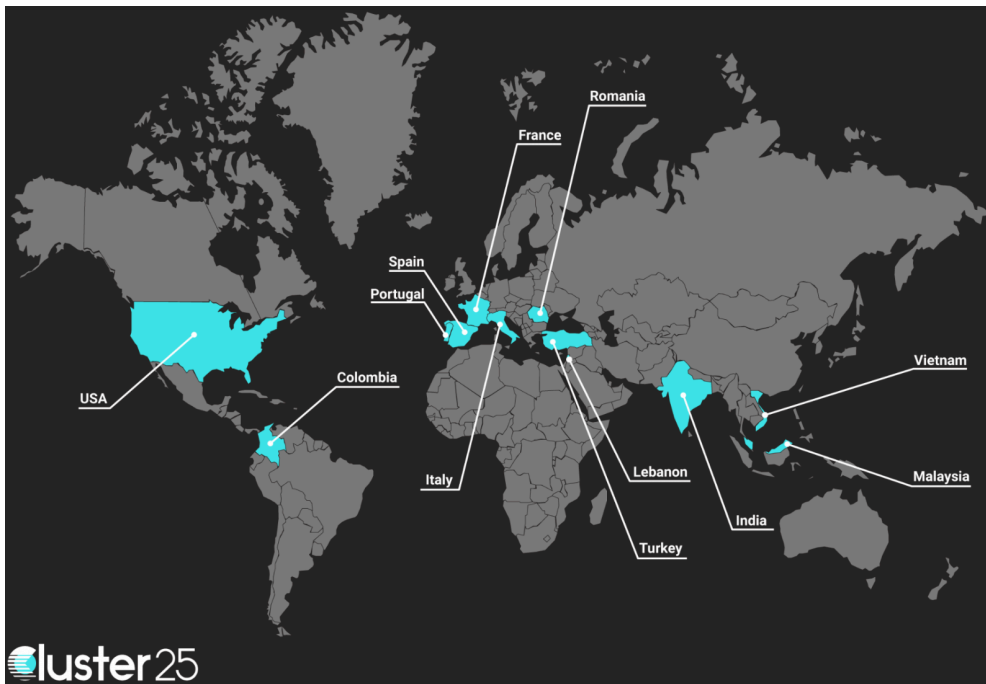 Romania
France
Spain
Portugal
Vietnam
Colombia
USA
Italy
Lebanon
Malaysia
India
Turkey
Cluster25